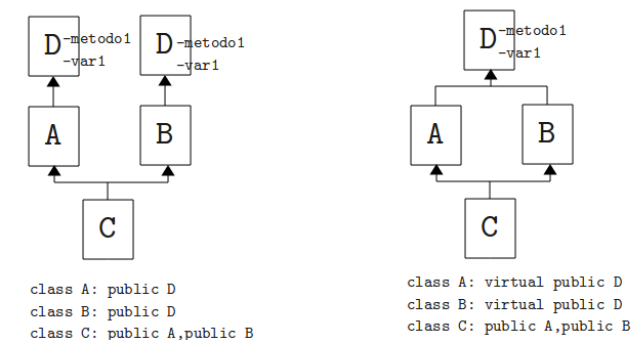 D -metodo1
-var1
D -metodo1
-var1
A
B
C
class A: public D
class B: public D
class C: public A,public B
D -metodo1
-var1
A
B
C
class A: virtual public D
class B: virtual public D
class C: public A,public B